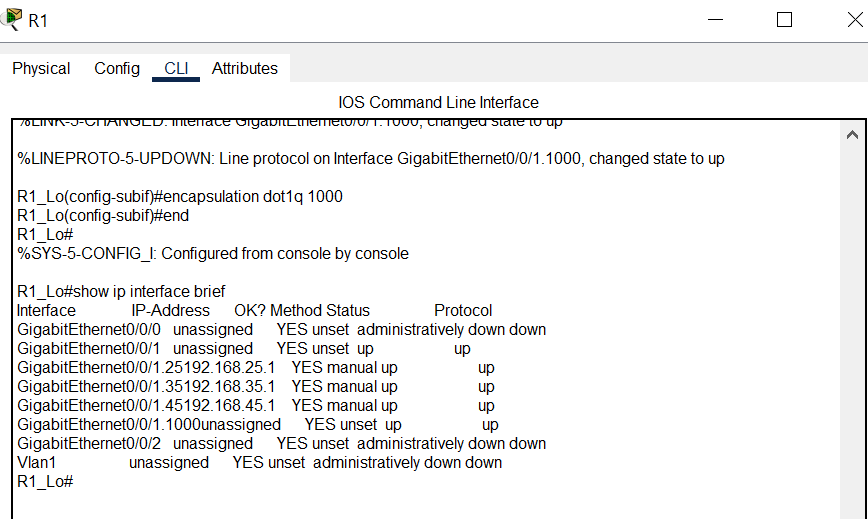 R1
Physical Config CLI Attributes
IOS Command Line Interface
%LINK-5-CHANGED: Interface GigabitEthernet0/0/1.1000, changed state to up
%LINEPROTO-5-UPDOWN: Line protocol on Interface GigabitEthernet0/0/1.1000, changed state to up
R1_Lo(config-subif)#encapsulation dot1q 1000
R1_Lo(config-subif)#end
R1_Lo#
%SYS-5-CONFIG_I: Configured from console by console
R1_Lo#show ip interface brief
Interface IP-Address OK? Method Status Protocol
GigabitEthernet0/0/0 unassigned YES unset administratively down down
GigabitEthernet0/0/1 unassigned YES unset up up
GigabitEthernet0/0/1.25192.168.25.1 YES manual up up
GigabitEthernet0/0/1.35192.168.35.1 YES manual up up
GigabitEthernet0/0/1.45192.168.45.1 YES manual up up
GigabitEthernet0/0/1.1000unassigned YES unset up up
GigabitEthernet0/0/2 unassigned YES unset administratively down down
Vlan1 unassigned YES unset administratively down down
R1_Lo#